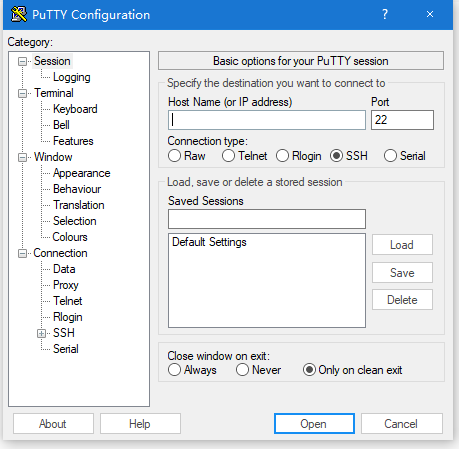 PuTTY Configuration
Category:
Session
Logging
Terminal
Keyboard
Bell
Features
Window
Appearance
Behaviour
Translation
Selection
Colours
Connection
Data
Proxy
Telnet
Rlogin
SSH
Serial
Basic options for your PuTTY session
Specify the destination you want to connect to
Host Name (or IP address) Port
22
Connection type:
Raw Telnet Rlogin SSH Serial
Load, save or delete a stored session
Saved Sessions
Default Settings
Load
Save
Delete
Close window on exit:
Always Never Only on clean exit
About Help Open Cancel